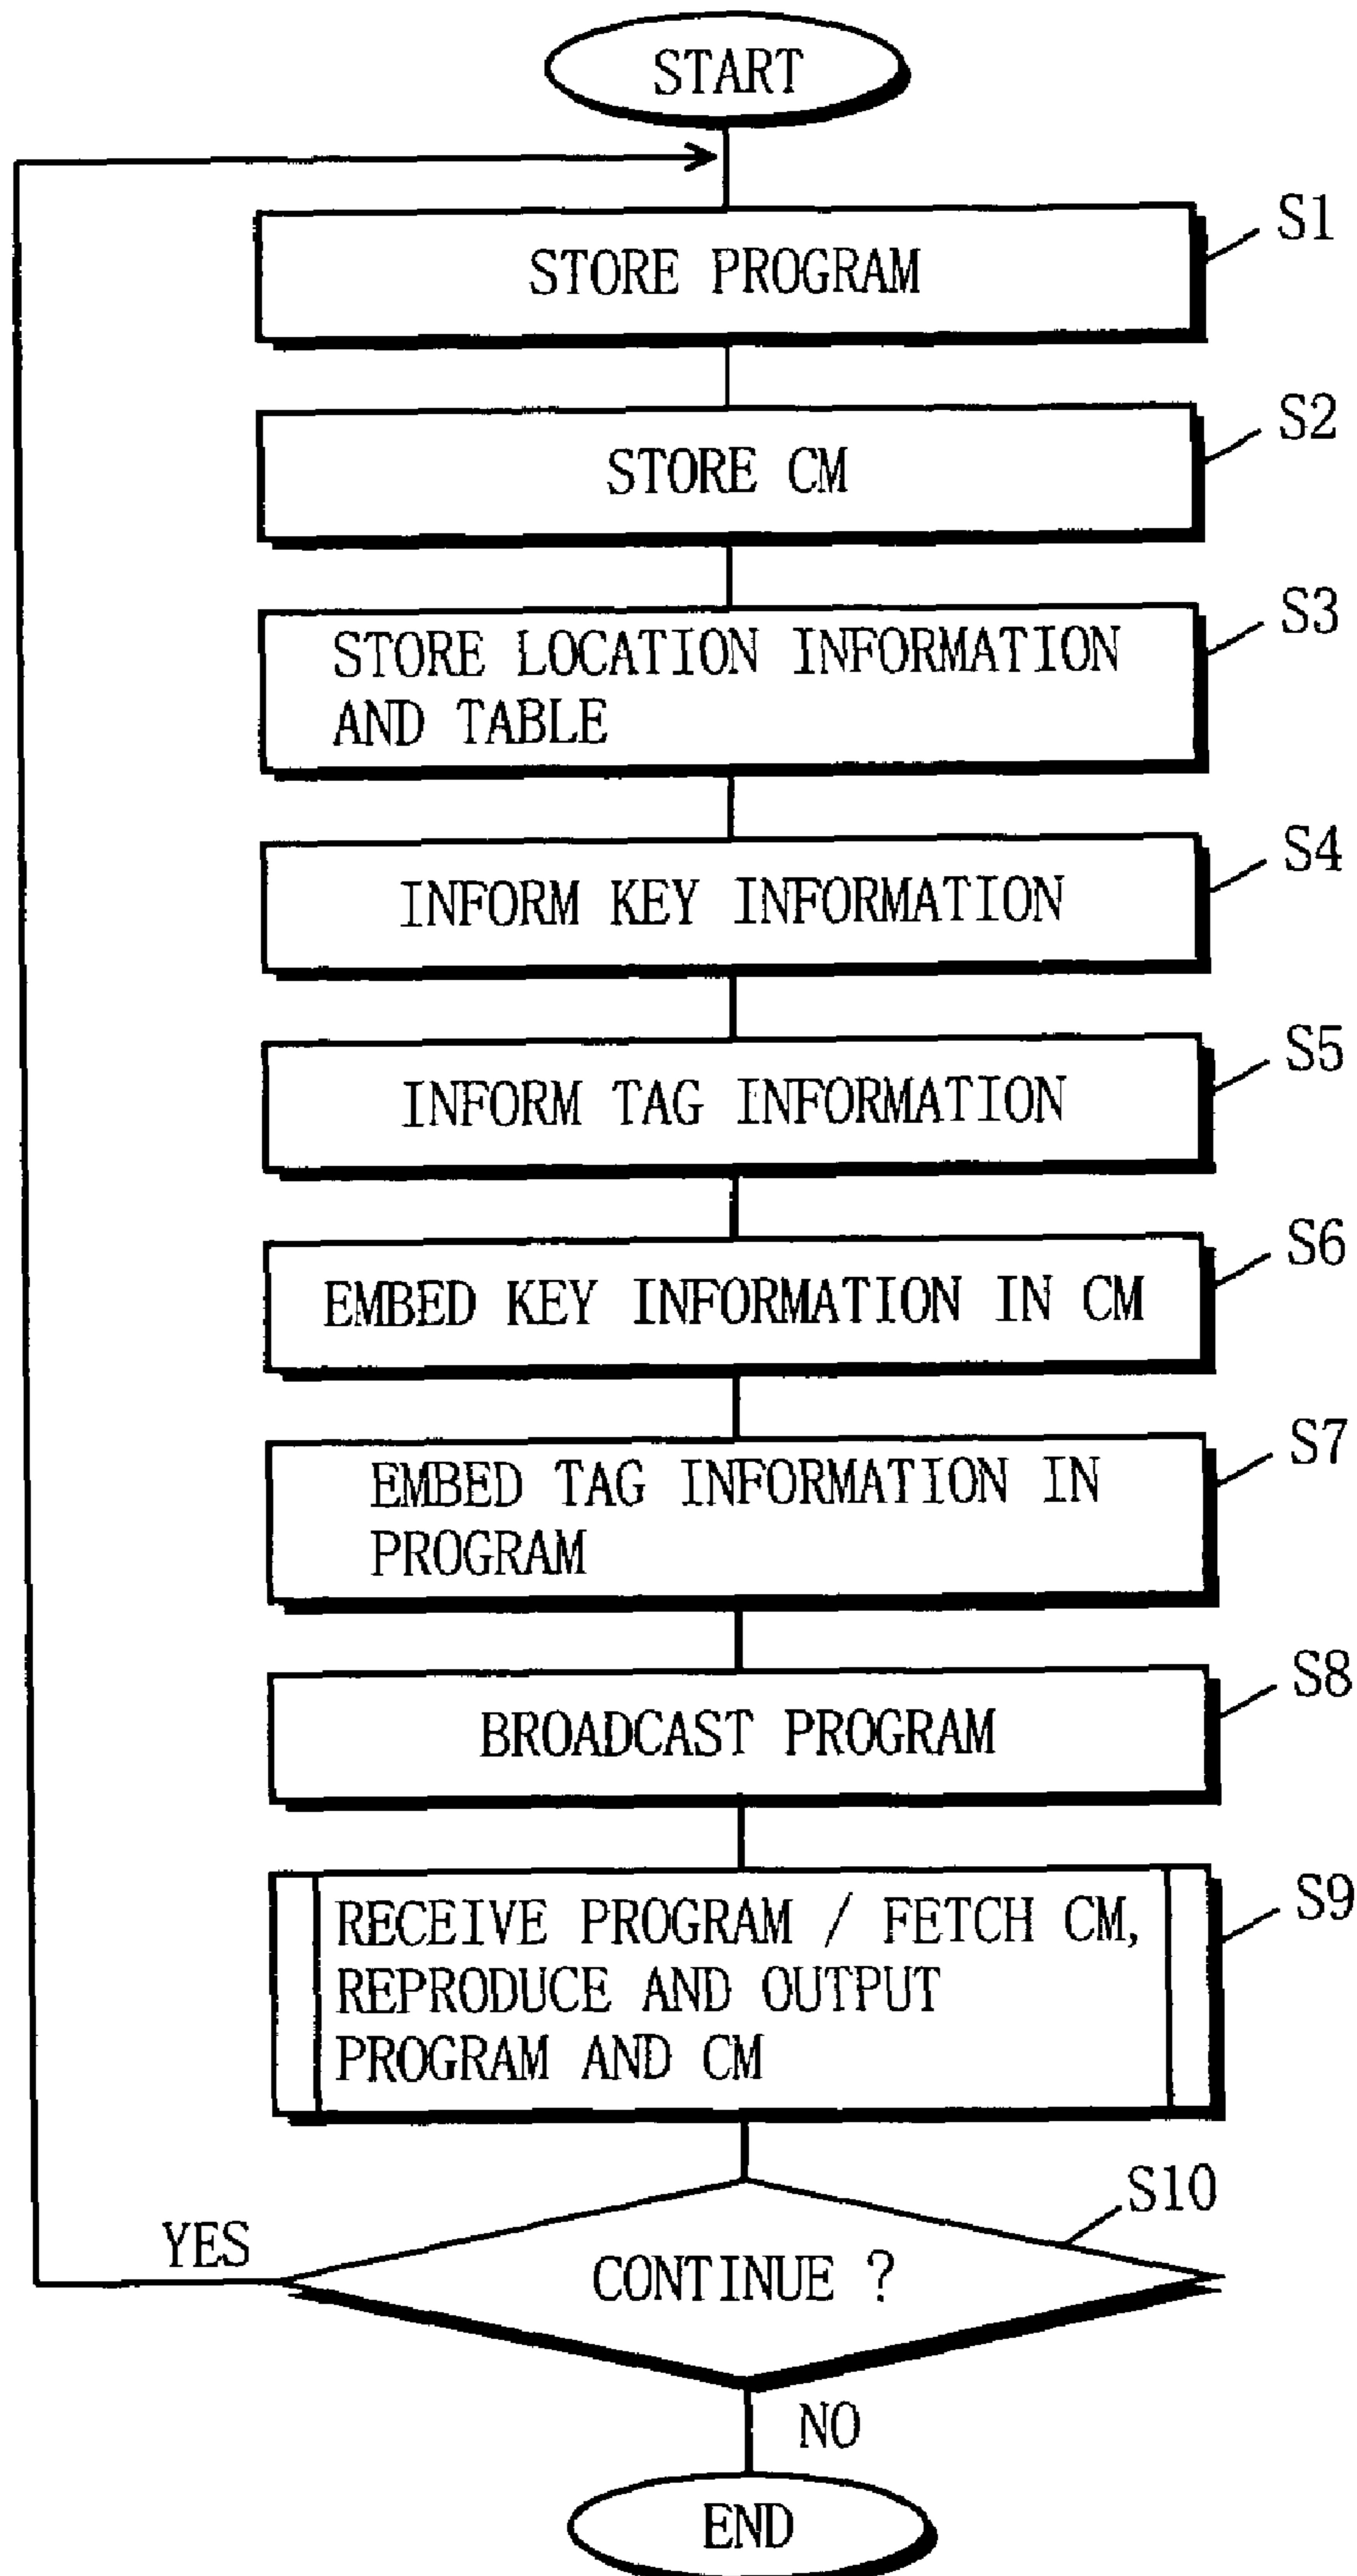 START
S1
STORE PROGRAM
S2
STORE CM
S3
STORE LOCATION INFORMATION
AND TABLE
S4
INFORM KEY INFORMATION
S5
INFORM TAG INFORMATION
S6
EMBED KEY INFORMATION IN CM
S7
EMBED TAG INFORMATION IN
PROGRAM
S8
BROADCAST PROGRAM
S9
RECEIVE PROGRAM / FETCH CM,
REPRODUCE AND OUTPUT
PROGRAM AND CM
S10
YES
CONTINUE ?
NO
END